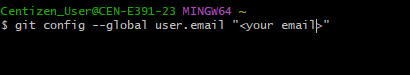 Centizen_User@CEN-E391-23 MINGW64 ~
$ git config --global user.email "<your email>"